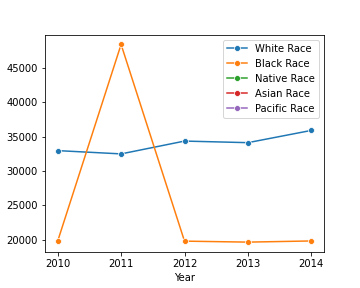 White Race
Black Race
Native Race
Asian Race
Pacific Race
45000
40000
35000
30000
25000
20000
2010 2011 2012 2013 2014
Year